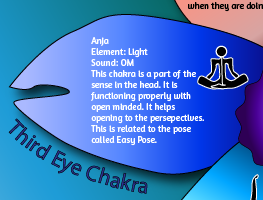 when they are doin
Anja
Element: Light
Sound: OM
This chakra is a part of the
sense in the head. It is
functioning properly with
open minded. It helps
opening to the persepectives.
This is related to the pose
called Easy Pose.
Third Eye Chakra